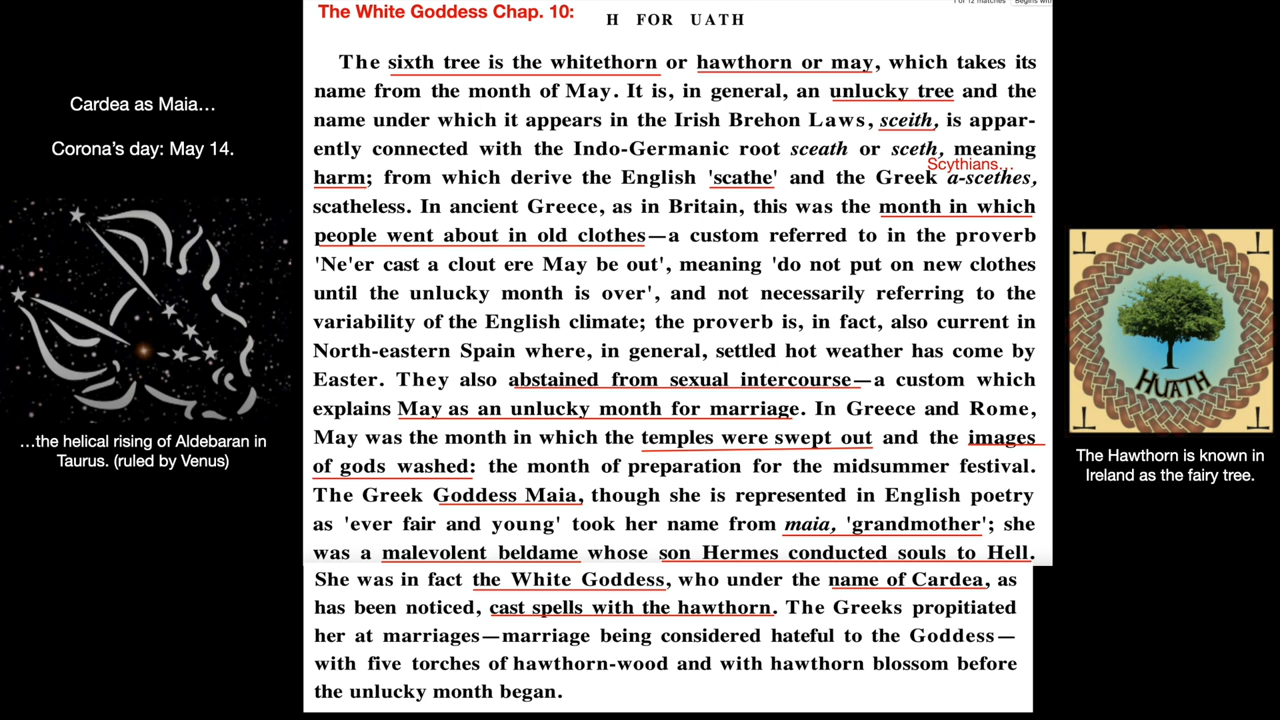 The White Goddess Chap. 10:
H FOR UATH
1 of 12 matches
Begins with
The sixth tree is the whitethorn or hawthorn or may, which takes its
name from the month of May. It is, in general, an unlucky tree and the
name under which it appears in the Irish Brehon Laws, sceith, is appar-
ently connected with the Indo-Germanic root sceath or sceth, meaning
Scythians…
harm; from which derive the English 'scathe' and the Greek a-scethes,
scatheless. In ancient Greece, as in Britain, this was the month in which
people went about in old clothes—a custom referred to in the proverb
'Ne'er cast a clout ere May be out', meaning 'do not put on new clothes
until the unlucky month is over', and not necessarily referring to the
variability of the English climate; the proverb is, in fact, also current in
North-eastern Spain where, in general, settled hot weather has come by
Easter. They also abstained from sexual intercourse—a custom which
explains May as an unlucky month for marriage. In Greece and Rome,
May was the month in which the temples were swept out and the images
of gods washed: the month of preparation for the midsummer festival.
The Greek Goddess Maia, though she is represented in English poetry
as 'ever fair and young' took her name from maia, 'grandmother'; she
was a malevolent beldame whose son Hermes conducted souls to Hell.
She was in fact the White Goddess, who under the name of Cardea, as
has been noticed, cast spells with the hawthorn. The Greeks propitiated
her at marriages—marriage being considered hateful to the Goddess—
with five torches of hawthorn-wood and with hawthorn blossom before
the unlucky month began.
Cardea as Maia…
Corona's day: May 14.
…the helical rising of Aldebaran in
Taurus. (ruled by Venus)
HUATH
The Hawthorn is known in
Ireland as the fairy tree.